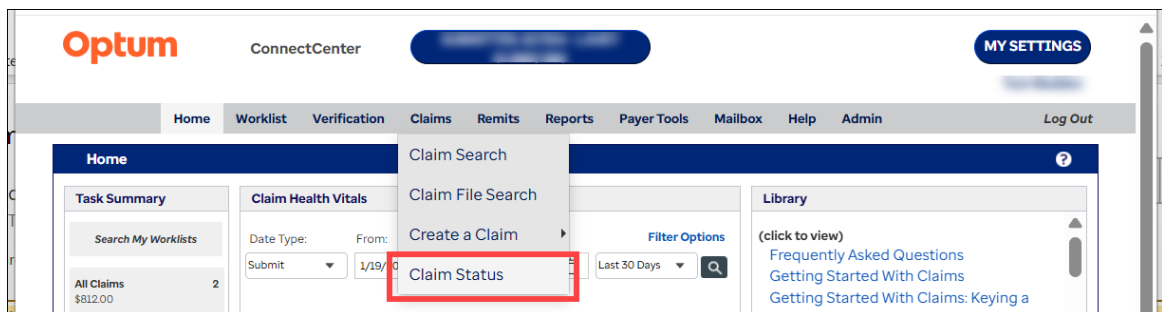 Optum
ConnectCenter
MY SETTINGS
Home Worklist Verification Claims Remits Reports Payer Tools Mailbox Help Admin Log Out
Claim Search
Claim File Search
Create a Claim
Claim Status
Home ?
Task Summary
Search My Worklists
All Claims 2
$812.00
Claim Health Vitals
Date Type: From: Filter Options
Submit 1/19/ Last 30 Days
Library
(click to view)
Frequently Asked Questions
Getting Started With Claims
Getting Started With Claims: Keying a